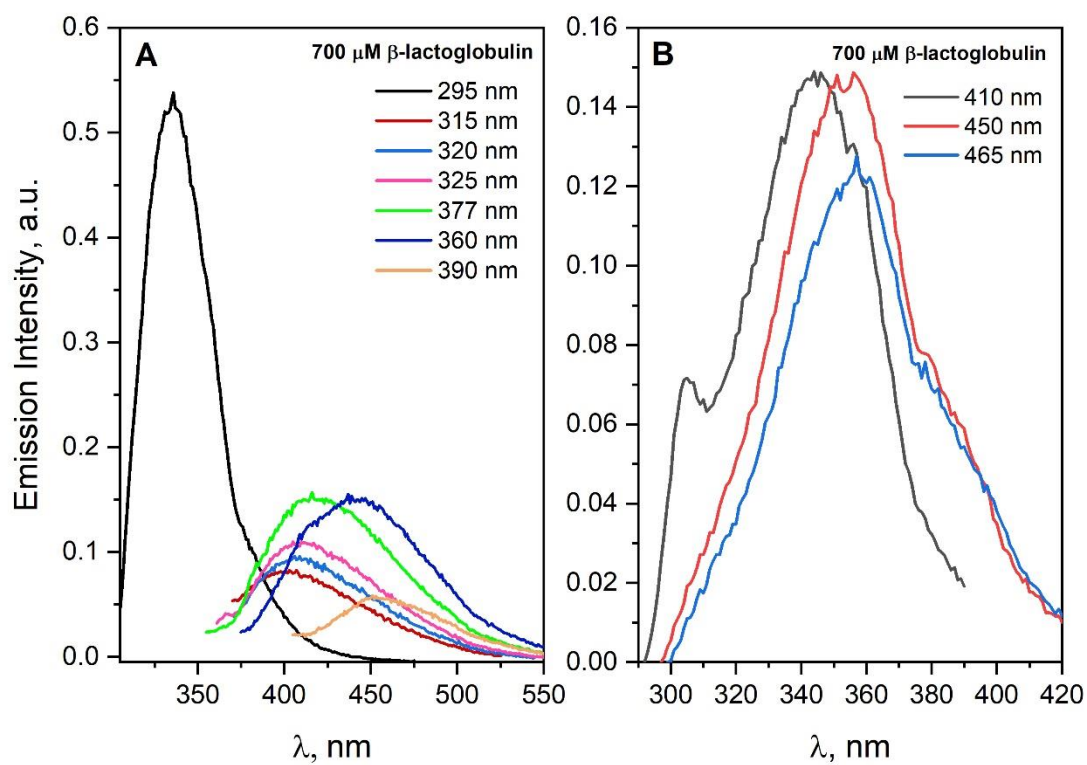 A
700 μM β-lactoglobulin
295 nm
315 nm
320 nm
325 nm
377 nm
360 nm
390 nm
Emission Intensity, a.u.
0.6
0.5
0.4
0.3
0.2
0.1
0.0
350
400
450
500
550
λ, nm
B
700 μM β-lactoglobulin
410 nm
450 nm
465 nm
0.16
0.14
0.12
0.10
0.08
0.06
0.04
0.02
0.00
300
320
340
360
380
400
420
λ, nm